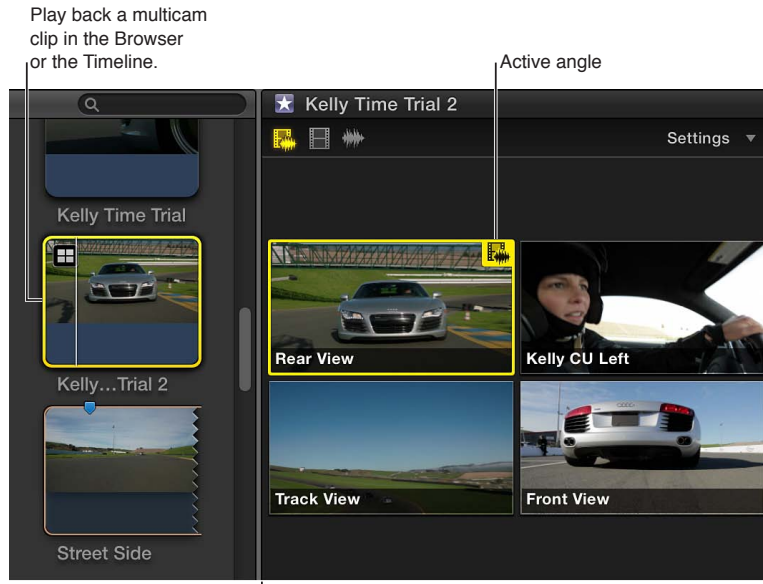 Play back a multicam
clip in the Browser
or the Timeline.
Active angle
Kelly Time Trial 2
Settings
Kelly Time Trial
Kelly…Trial 2
Street Side
Rear View
Kelly CU Left
Track View
Front View